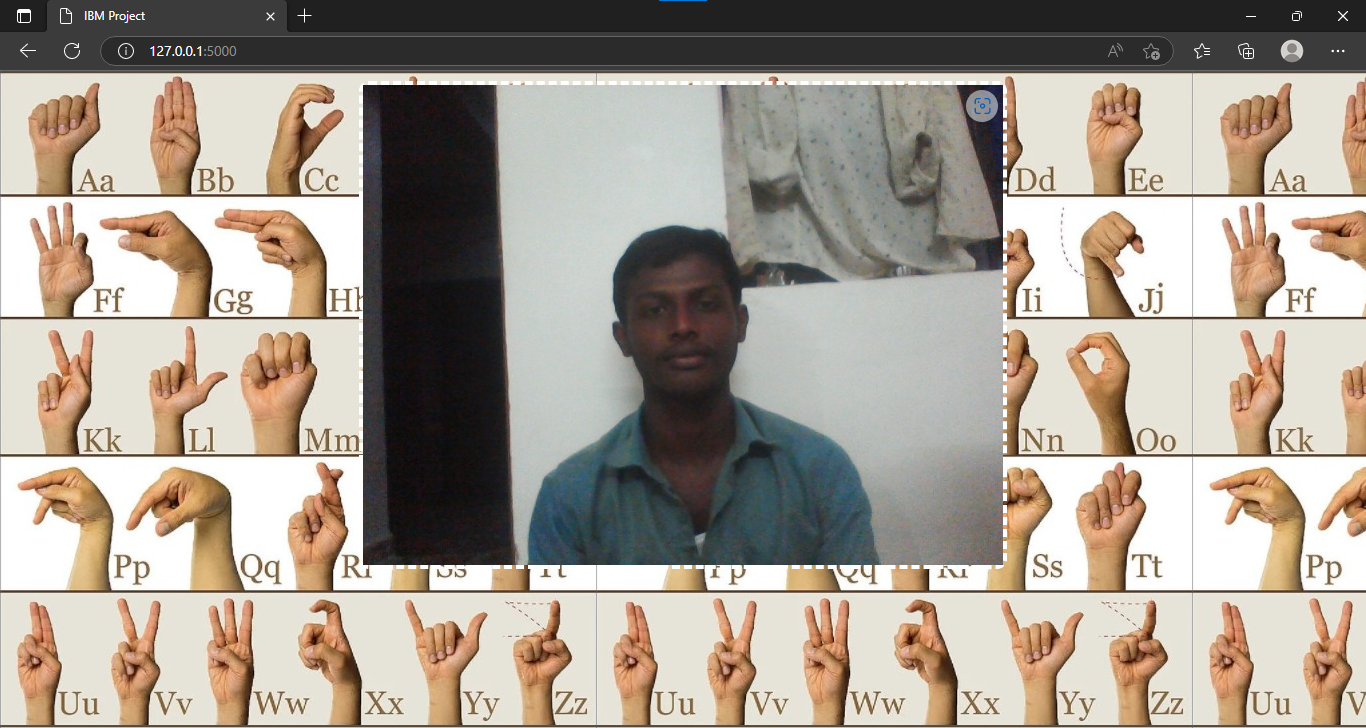 IBM Project
127.0.0.1:5000
Aa Bb Cc Dd Ee Aa
Ff Gg Hh Ii Jj Ff
Kk Ll Mm Nn Oo Kk
Pp Qq Rr Ss Tt Pp Qq Rr Ss Tt Pp
Uu Vv Ww Xx Yy Zz Uu Vv Ww Xx Yy Zz Uu V